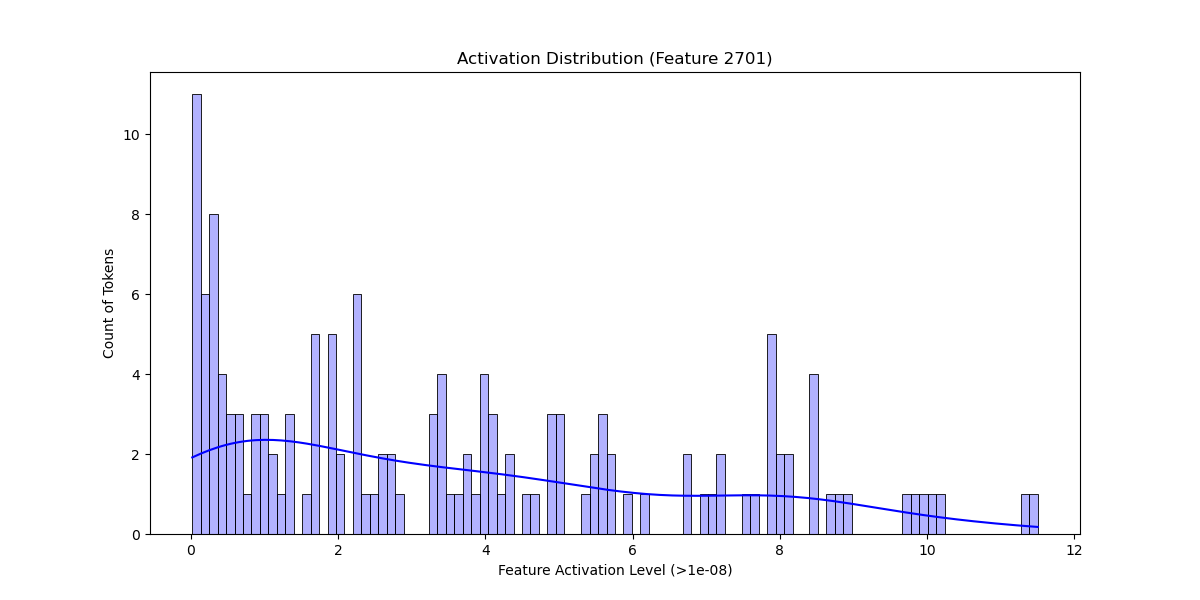 Activation Distribution (Feature 2701)
10
8
6
4
2
0
Count of Tokens
0 2 4 6 8 10 12
Feature Activation Level (>1e-08)